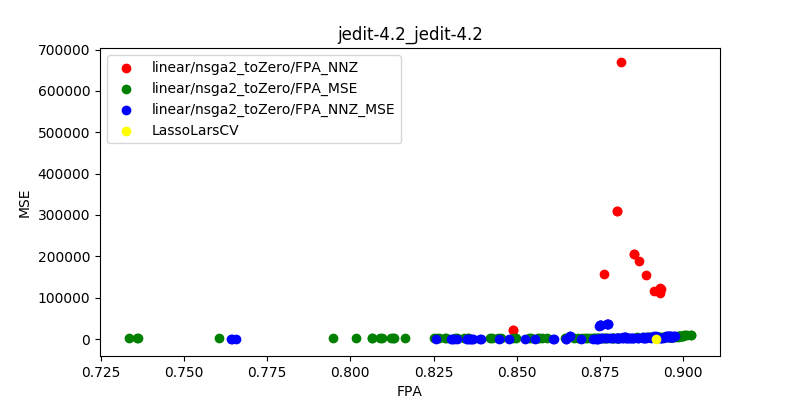 jedit-4.2_jedit-4.2
linear/nsga2_toZero/FPA_NNZ
linear/nsga2_toZero/FPA_MSE
linear/nsga2_toZero/FPA_NNZ_MSE
LassoLarsCV
MSE
700000
600000
500000
400000
300000
200000
100000
0
0.725 0.750 0.775 0.800 0.825 0.850 0.875 0.900
FPA